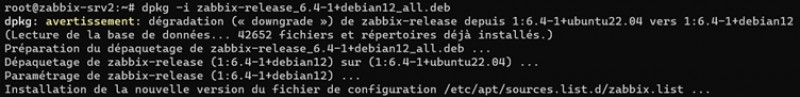 root@zabbix-srv2:~# dpkg -i zabbix-release_6.4-1+debian12_all.deb
dpkg: avertissement: dégradation (« downgrade ») de zabbix-release depuis 1:6.4-1+ubuntu22.04 vers 1:6.4-1+debian12
(Lecture de la base de données... 42652 fichiers et répertoires déjà installés.)
Préparation du dépaquetage de zabbix-release_6.4-1+debian12_all.deb ...
Dépaquetage de zabbix-release (1:6.4-1+debian12) sur (1:6.4-1+ubuntu22.04) ...
Paramétrage de zabbix-release (1:6.4-1+debian12) ...
Installation de la nouvelle version du fichier de configuration /etc/apt/sources.list.d/zabbix.list ...